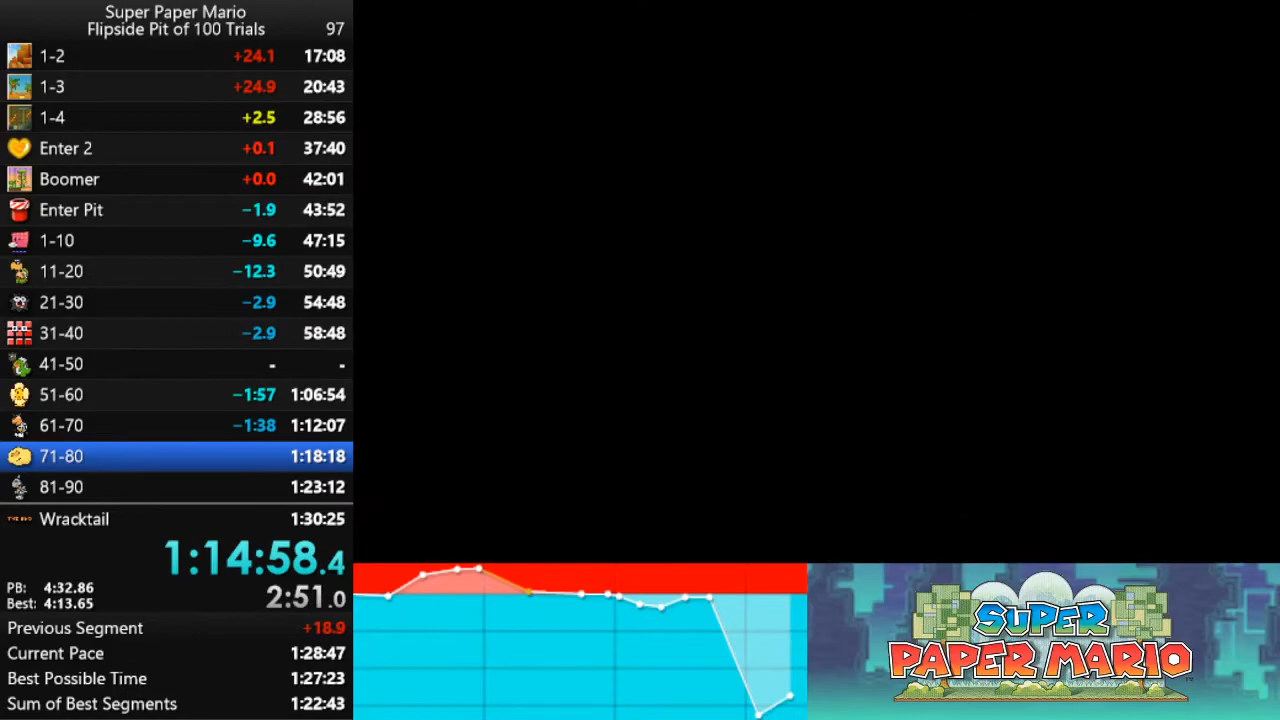 Super Paper Mario
Flipside Pit of 100 Trials 97
1-2 +24.1 17:08
1-3 +24.9 20:43
1-4 +2.5 28:56
Enter 2 +0.1 37:40
Boomer +0.0 42:01
Enter Pit −1.9 43:52
1-10 −9.6 47:15
11-20 −12.3 50:49
21-30 −2.9 54:48
31-40 −2.9 58:48
41-50 - -
51-60 −1:57 1:06:54
61-70 −1:38 1:12:07
71-80 1:18:18
81-90 1:23:12
Wracktail 1:30:25
1:14:58.4
PB: 4:32.86
Best: 4:13.65
2:51.0
Previous Segment +18.9
Current Pace 1:28:47
Best Possible Time 1:27:23
Sum of Best Segments 1:22:43
SUPER
PAPER MARIO